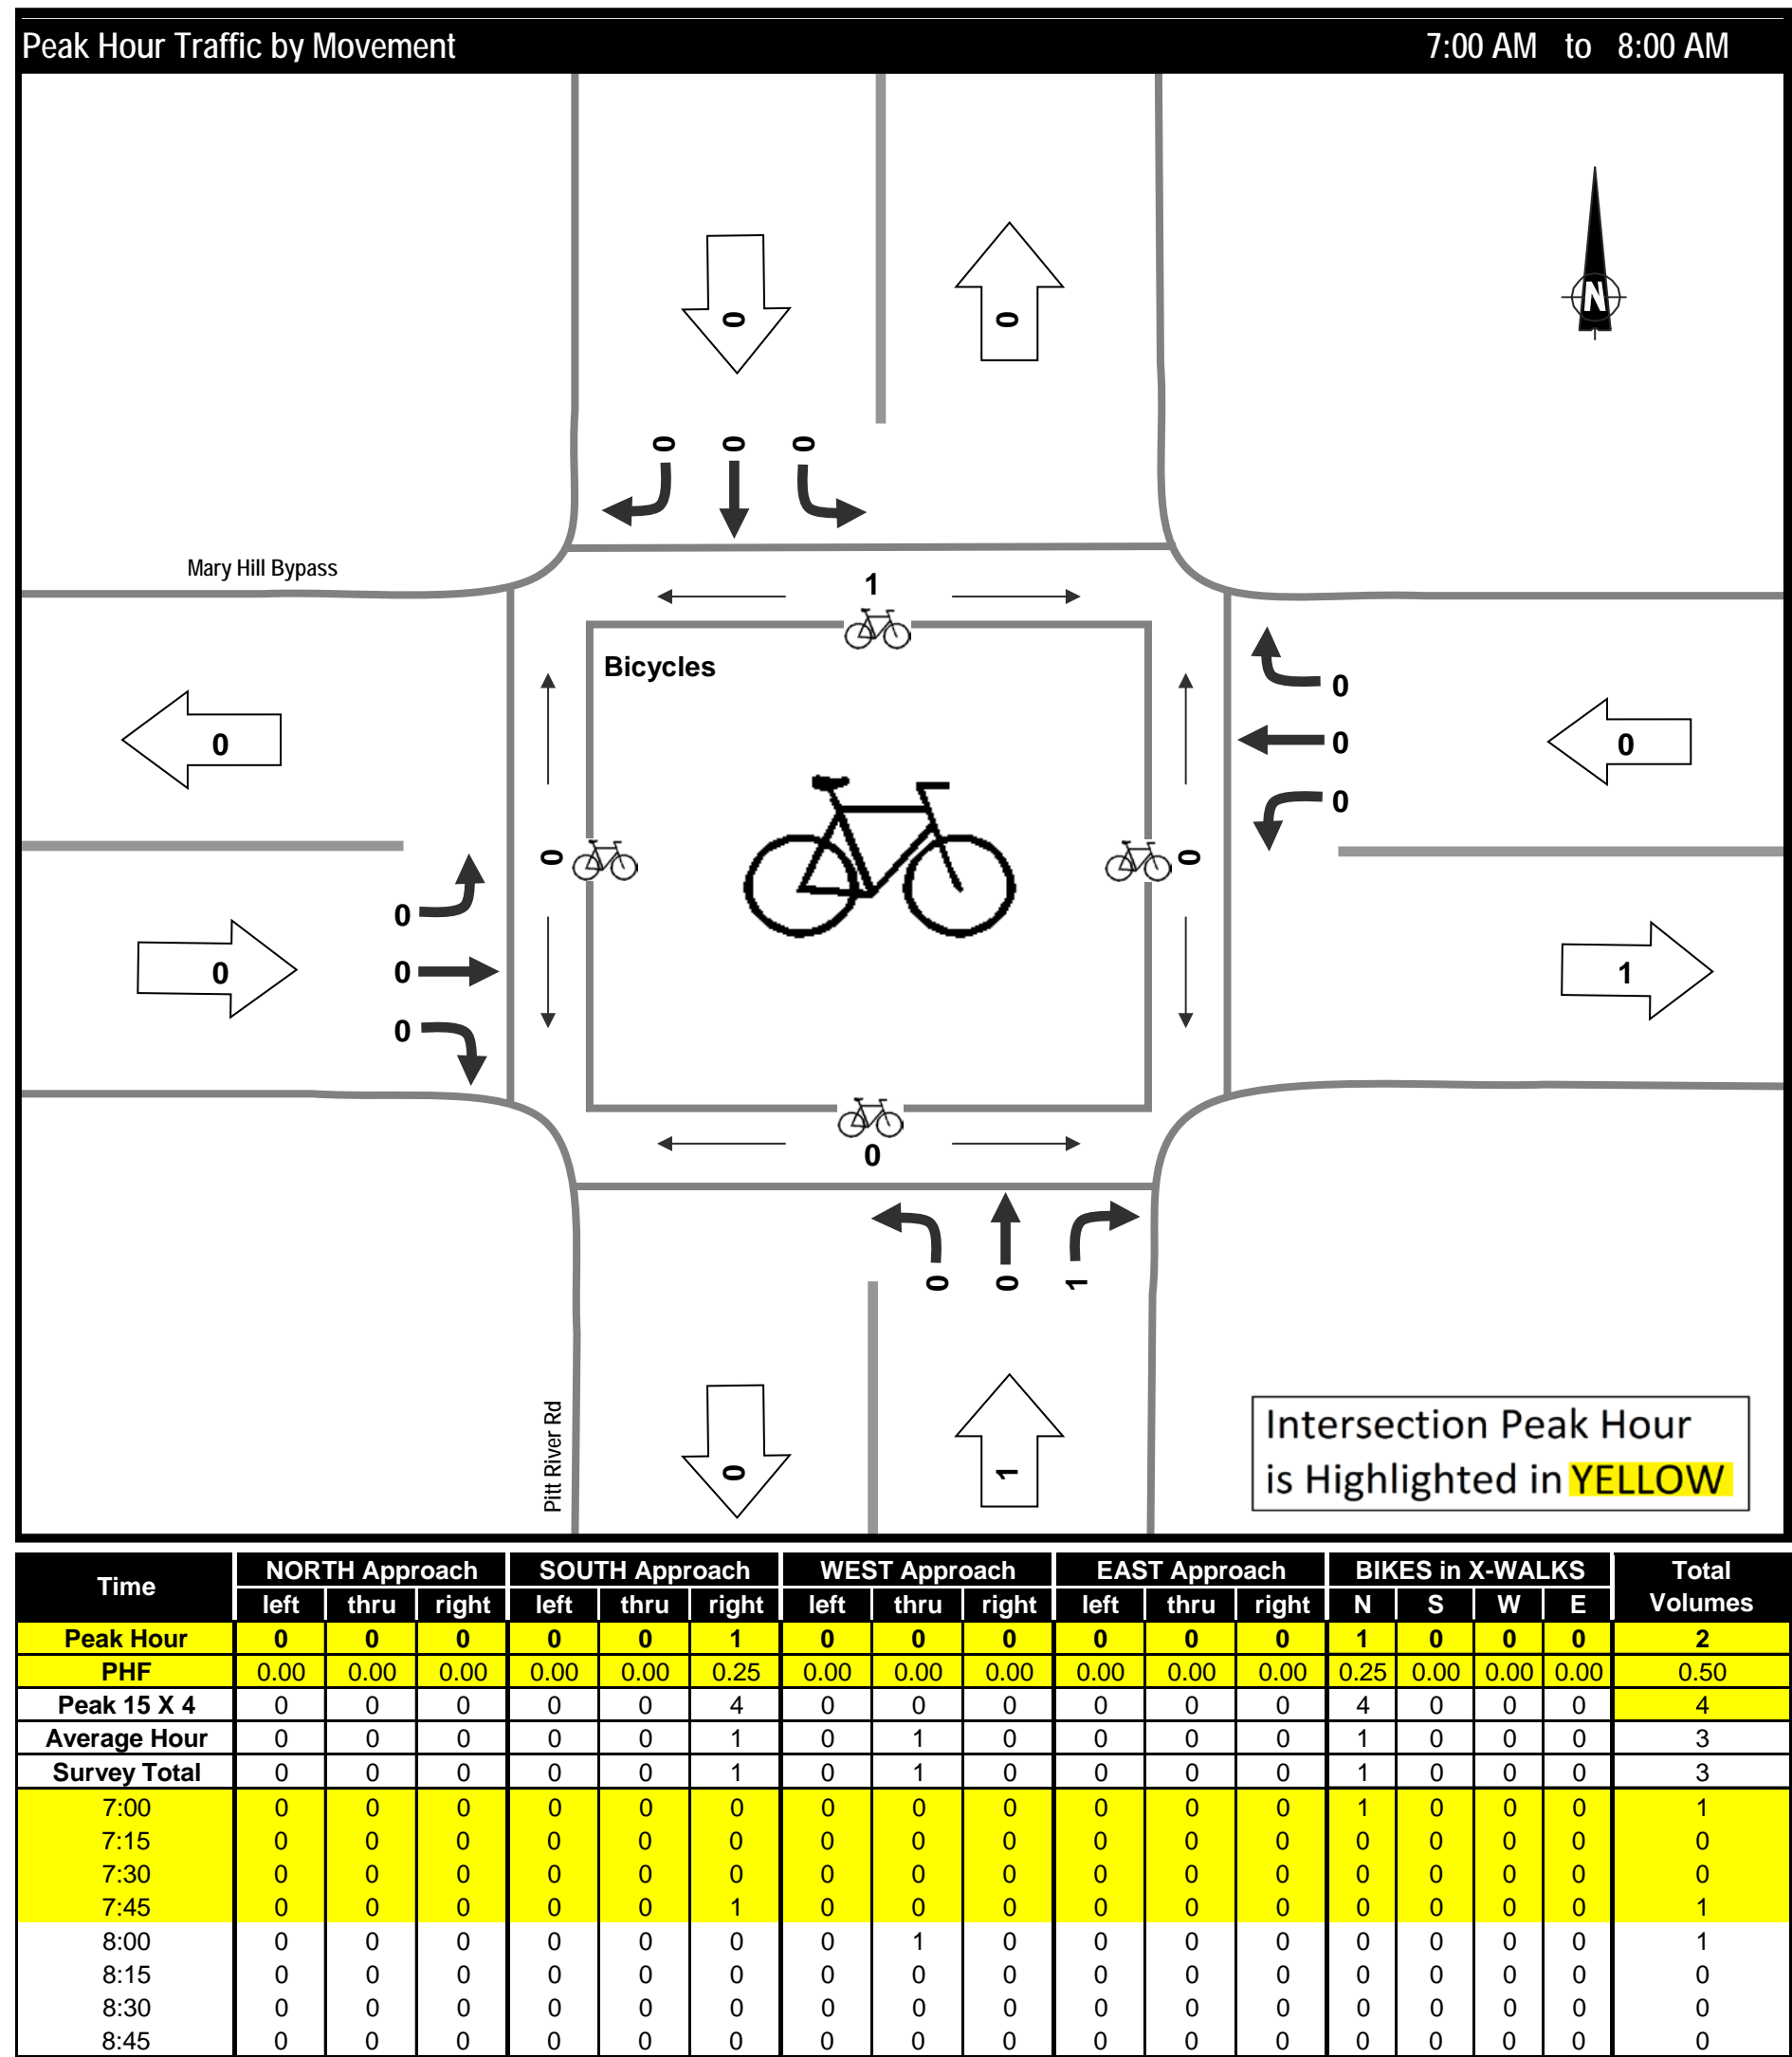 Peak Hour Traffic by Movement 7:00 AM to 8:00 AM
N
0 0
0 0 0
Mary Hill Bypass
1
Bicycles
0
0 0 0
0
0 0 0
0
0 0 1
0
0
0
0 0 1
Pitt River Rd
0 1
Intersection Peak Hour
is Highlighted in YELLOW
Time NORTH Approach SOUTH Approach WEST Approach EAST Approach BIKES in X-WALKS Total Volumes
left thru right left thru right left thru right left thru right N S W E
Peak Hour 0 0 0 0 0 1 0 0 0 0 0 0 1 0 0 0 2
PHF 0.00 0.00 0.00 0.00 0.00 0.25 0.00 0.00 0.00 0.00 0.00 0.00 0.25 0.00 0.00 0.00 0.50
Peak 15 X 4 0 0 0 0 0 4 0 0 0 0 0 0 4 0 0 0 4
Average Hour 0 0 0 0 0 1 0 1 0 0 0 0 1 0 0 0 3
Survey Total 0 0 0 0 0 1 0 1 0 0 0 0 1 0 0 0 3
7:00 0 0 0 0 0 0 0 0 0 0 0 0 1 0 0 0 1
7:15 0 0 0 0 0 0 0 0 0 0 0 0 0 0 0 0 0
7:30 0 0 0 0 0 0 0 0 0 0 0 0 0 0 0 0 0
7:45 0 0 0 0 0 1 0 0 0 0 0 0 0 0 0 0 1
8:00 0 0 0 0 0 0 0 1 0 0 0 0 0 0 0 0 1
8:15 0 0 0 0 0 0 0 0 0 0 0 0 0 0 0 0 0
8:30 0 0 0 0 0 0 0 0 0 0 0 0 0 0 0 0 0
8:45 0 0 0 0 0 0 0 0 0 0 0 0 0 0 0 0 0